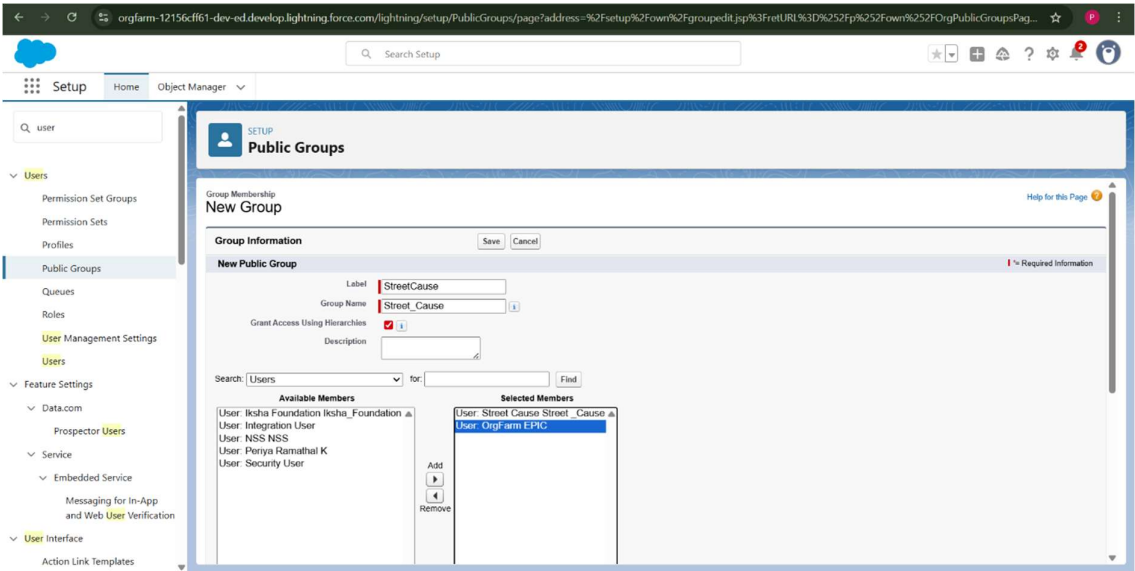 orgfarm-12156cff61-dev-ed.develop.lightning.force.com/lightning/setup/PublicGroups/page?address=%2Fsetup%2Fown%2Fgroupedit.jsp%3FretURL%3D%252Fp%252Fown%252FOrgPublicGroupsPag...
P
Search Setup
2
Setup
Home
Object Manager
user
Users
Permission Set Groups
Permission Sets
Profiles
Public Groups
Queues
Roles
User Management Settings
Users
Feature Settings
Data.com
Prospector Users
Service
Embedded Service
Messaging for In-App
and Web User Verification
User Interface
Action Link Templates
SETUP
Public Groups
Group Membership
New Group
Help for this Page ?
Group Information
Save
Cancel
New Public Group
= Required Information
Label
StreetCause
Group Name
Street_Cause
i
Grant Access Using Hierarchies
i
Description
Search: Users
for:
Find
Available Members
User: Iksha Foundation Iksha_Foundation
User: Integration User
User: NSS NSS
User: Periya Ramathal K
User: Security User
Add
Remove
Selected Members
User: Street Cause Street _Cause
User: OrgFarm EPIC